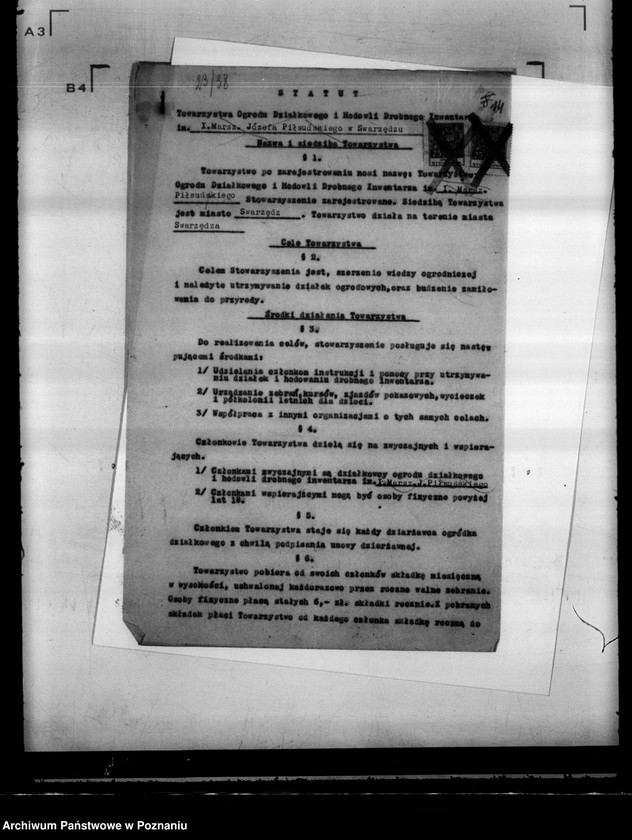 A3
B4
23/38
14
STATUT
Towarzystwa Ogrodu Działkowego i Hodowli Drobnego Inwentarz
im. I.Marsz. Józefa Piłsudskiego w Swarzędzu
Nazwa i siedziba Towarzystwa
§ 1.
Towarzystwo po zarejestrowaniu nosi nazwę: Towarzystwo
Ogrodu Działkowego i Hodowli Drobnego Inwentarza im. I. Marsz.
Piłsudskiego Stowarzyszenie zarejestrowane. Siedzibą Towarzystwa
jest miasto Swarzędz. Towarzystwo działa na terenie miasta
Swarzędza
Cele Towarzystwa
§ 2.
Celem Stowarzyszenia jest, szerzenie wiedzy ogrodniczej
i należyte utrzymywanie działek ogrodowych,oraz budzenie zamiło-
wania do przyrody.
Środki działania Towarzystwa
§ 3.
Do realizowania celów, stowarzyszenie posługuje się następu
pującemi środkami:
1/ Udzielanie członkom instrukcji i pomocy przy utrzymywa-
niu działek i hodowaniu drobnego inwentarza.
2/ Urządzanie zebrań,kursów, zjazdów pokazowych,wycieczek
i półkolonii letnich dla dzieci.
3/ Współpraca z innymi organizacjami o tych samych celach.
§ 4.
Członkowie Towarzystwa dzielą się na zwyczajnych i wspiera-
jących.
1/ Członkami zwyczajnymi są działkowcy ogrodu działkowego
i hodowli drobnego inwentarza im.I.Marsz.J.Piłsudskiego
2/ Członkami wspierającymi mogą być osoby fizyczne powyżej
lat 18.
§ 5.
Członkiem Towarzystwa staje się każdy dzierżawca ogródka
działkowego z chwilą podpisania umowy dzierżawnej.
§ 6.
Towarzystwo pobiera od swoich członków składkę miesięczną
w wysokości, uchwalonej każdorazowo przez roczne walne zebranie.
Osoby fizyczne płacą stałych 6,- zł. składki rocznie.Z pobranych
składek płaci Towarzystwo od każdego członka składkę roczną do
Archiwum Państwowe w Poznaniu